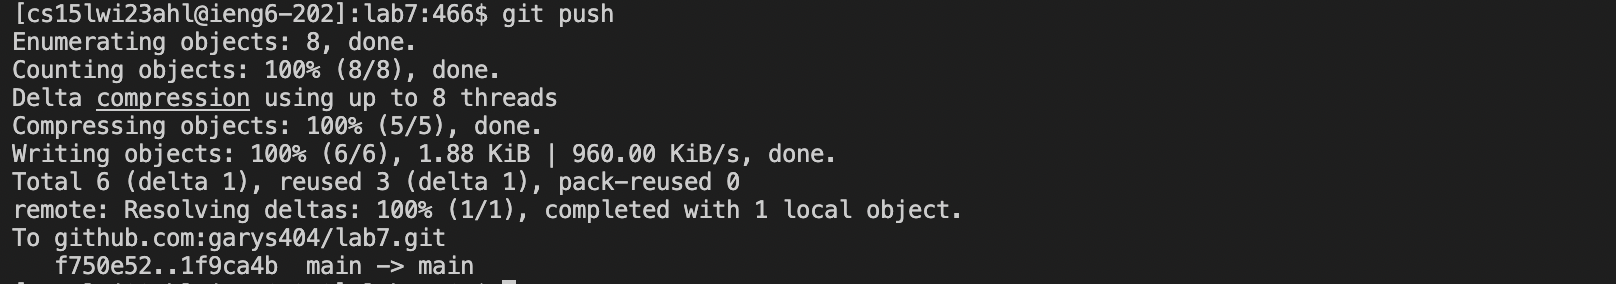 [cs15lwi23ahl@ieng6-202]:lab7:466$ git push
Enumerating objects: 8, done.
Counting objects: 100% (8/8), done.
Delta compression using up to 8 threads
Compressing objects: 100% (5/5), done.
Writing objects: 100% (6/6), 1.88 KiB | 960.00 KiB/s, done.
Total 6 (delta 1), reused 3 (delta 1), pack-reused 0
remote: Resolving deltas: 100% (1/1), completed with 1 local object.
To github.com:garys404/lab7.git
   f750e52..1f9ca4b  main -> main